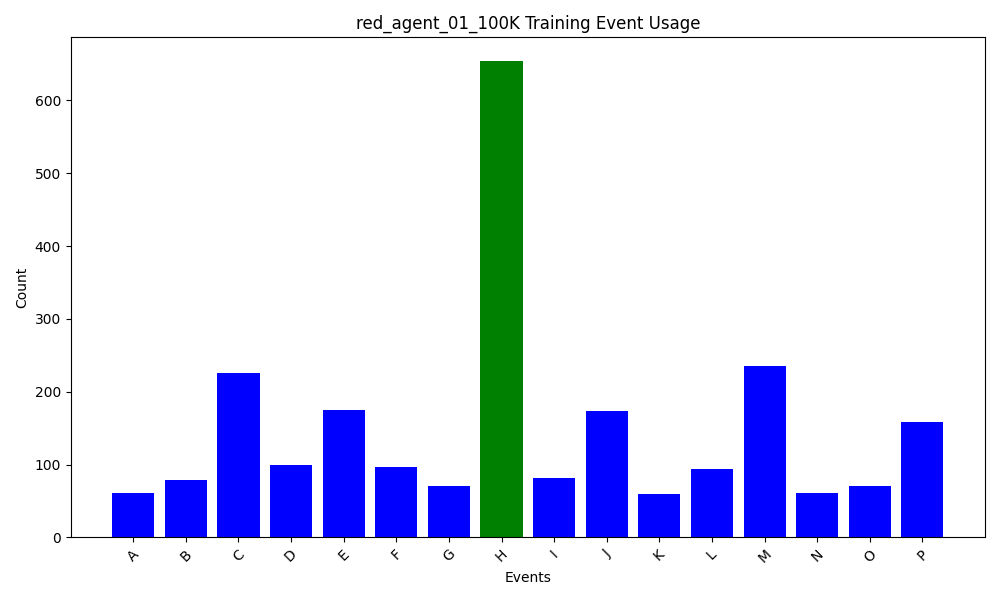 red_agent_01_100K Training Event Usage
Count
600
500
400
300
200
100
0
A B C D E F G H I J K L M N O P
Events